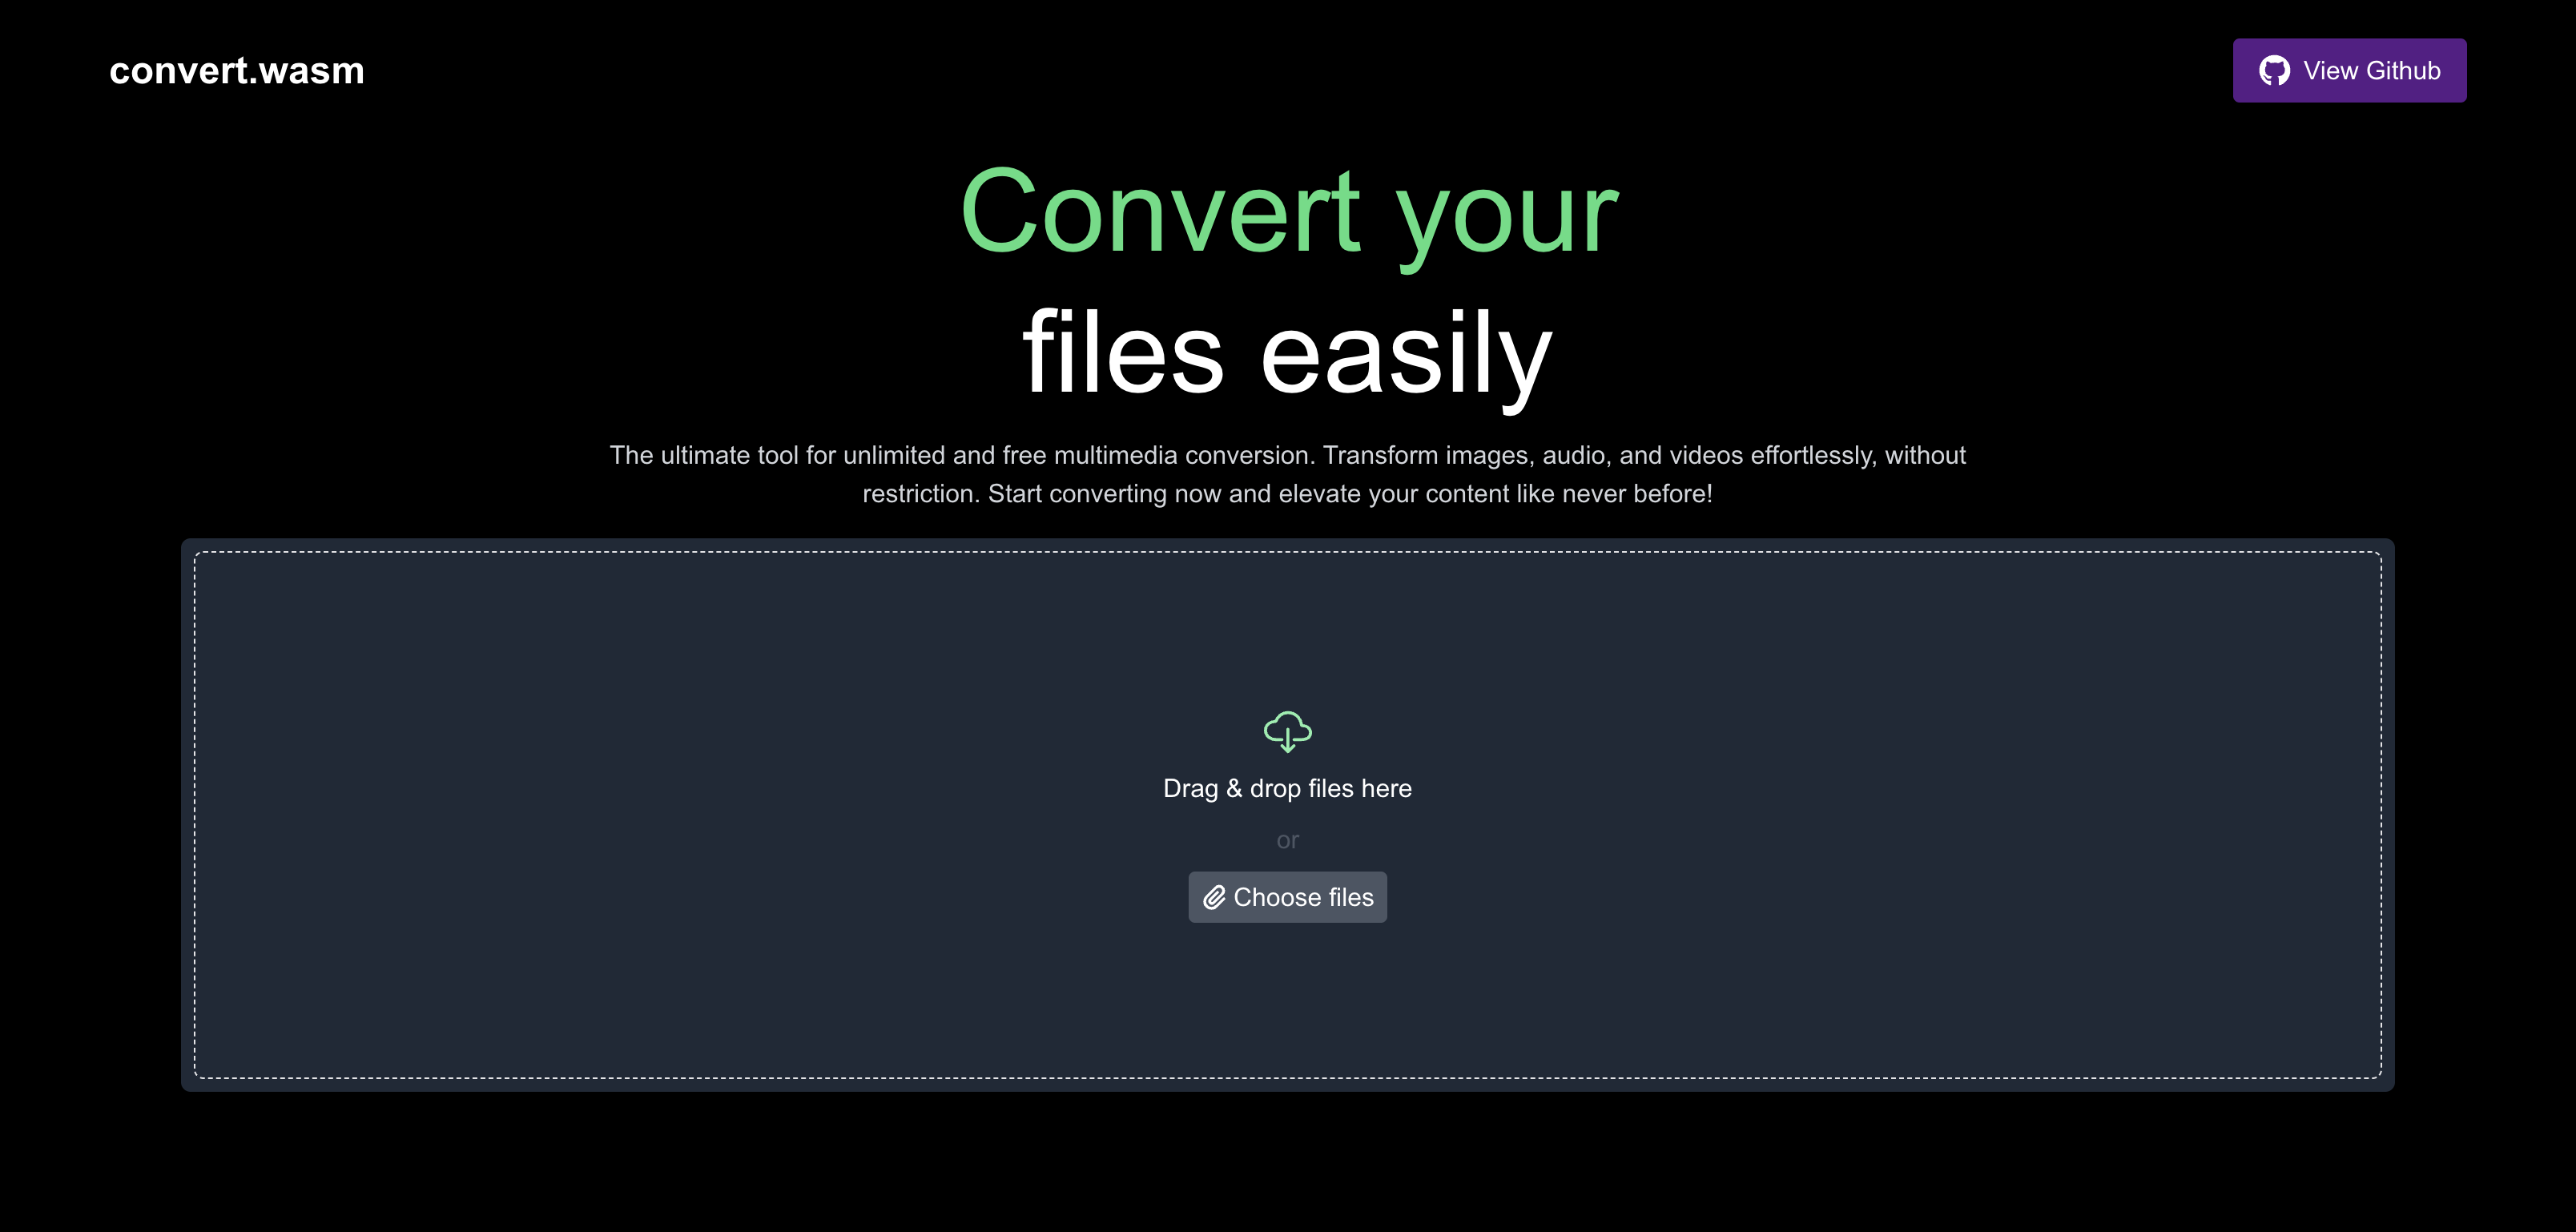 convert.wasm
View Github
Convert your
files easily
The ultimate tool for unlimited and free multimedia conversion. Transform images, audio, and videos effortlessly, without
restriction. Start converting now and elevate your content like never before!
Drag & drop files here
or
Choose files